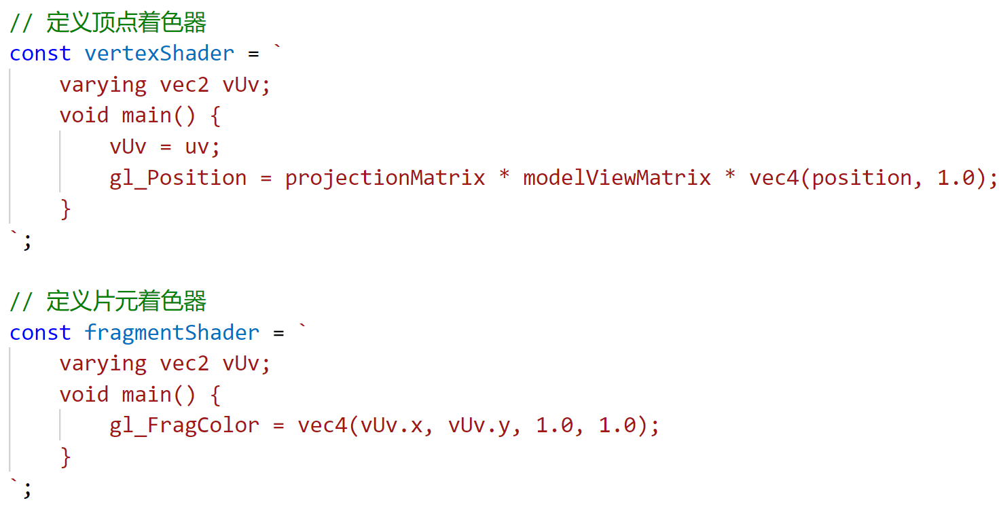 // 定义顶点着色器
const vertexShader = `
    varying vec2 vUv;
    void main() {
        vUv = uv;
        gl_Position = projectionMatrix * modelViewMatrix * vec4(position, 1.0);
    }
`;

// 定义片元着色器
const fragmentShader = `
    varying vec2 vUv;
    void main() {
        gl_FragColor = vec4(vUv.x, vUv.y, 1.0, 1.0);
    }
`;